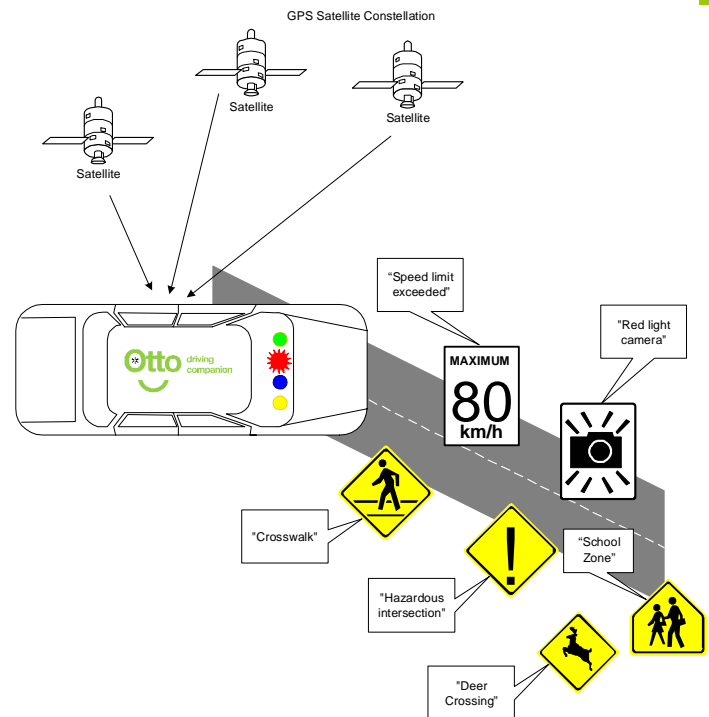 GPS Satellite Constellation
Satellite
Satellite
Satellite
“Speed limit
exceeded”
"Red light
camera"
MAXIMUM
80
km/h
Otto driving
companion
"Crosswalk"
“School
Zone”
"Hazardous
intersection"
"Deer
Crossing"